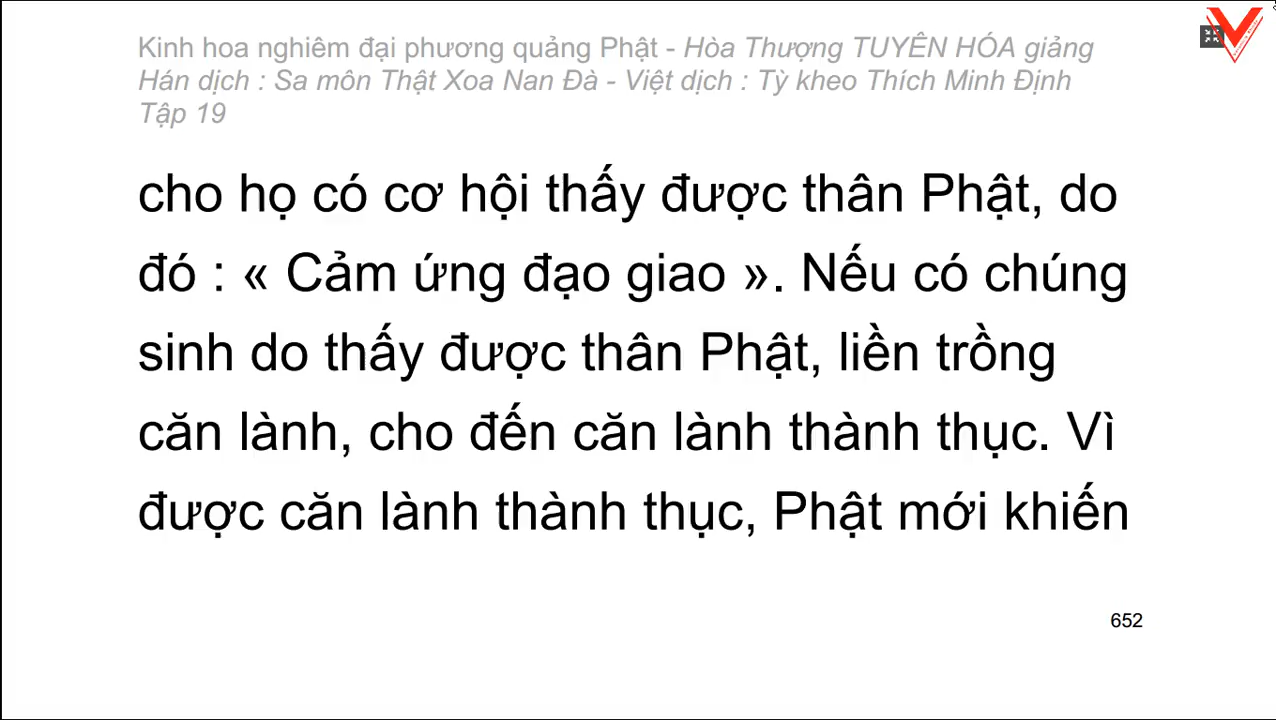 Kinh hoa nghiêm đại phương quảng Phật - Hòa Thượng TUYÊN HÓA giảng
Hán dịch : Sa môn Thật Xoa Nan Đà - Việt dịch : Tỳ kheo Thích Minh Định
Tập 19
cho họ có cơ hội thấy được thân Phật, do
đó : « Cảm ứng đạo giao ». Nếu có chúng
sinh do thấy được thân Phật, liền trồng
căn lành, cho đến căn lành thành thục. Vì
được căn lành thành thục, Phật mới khiến
652